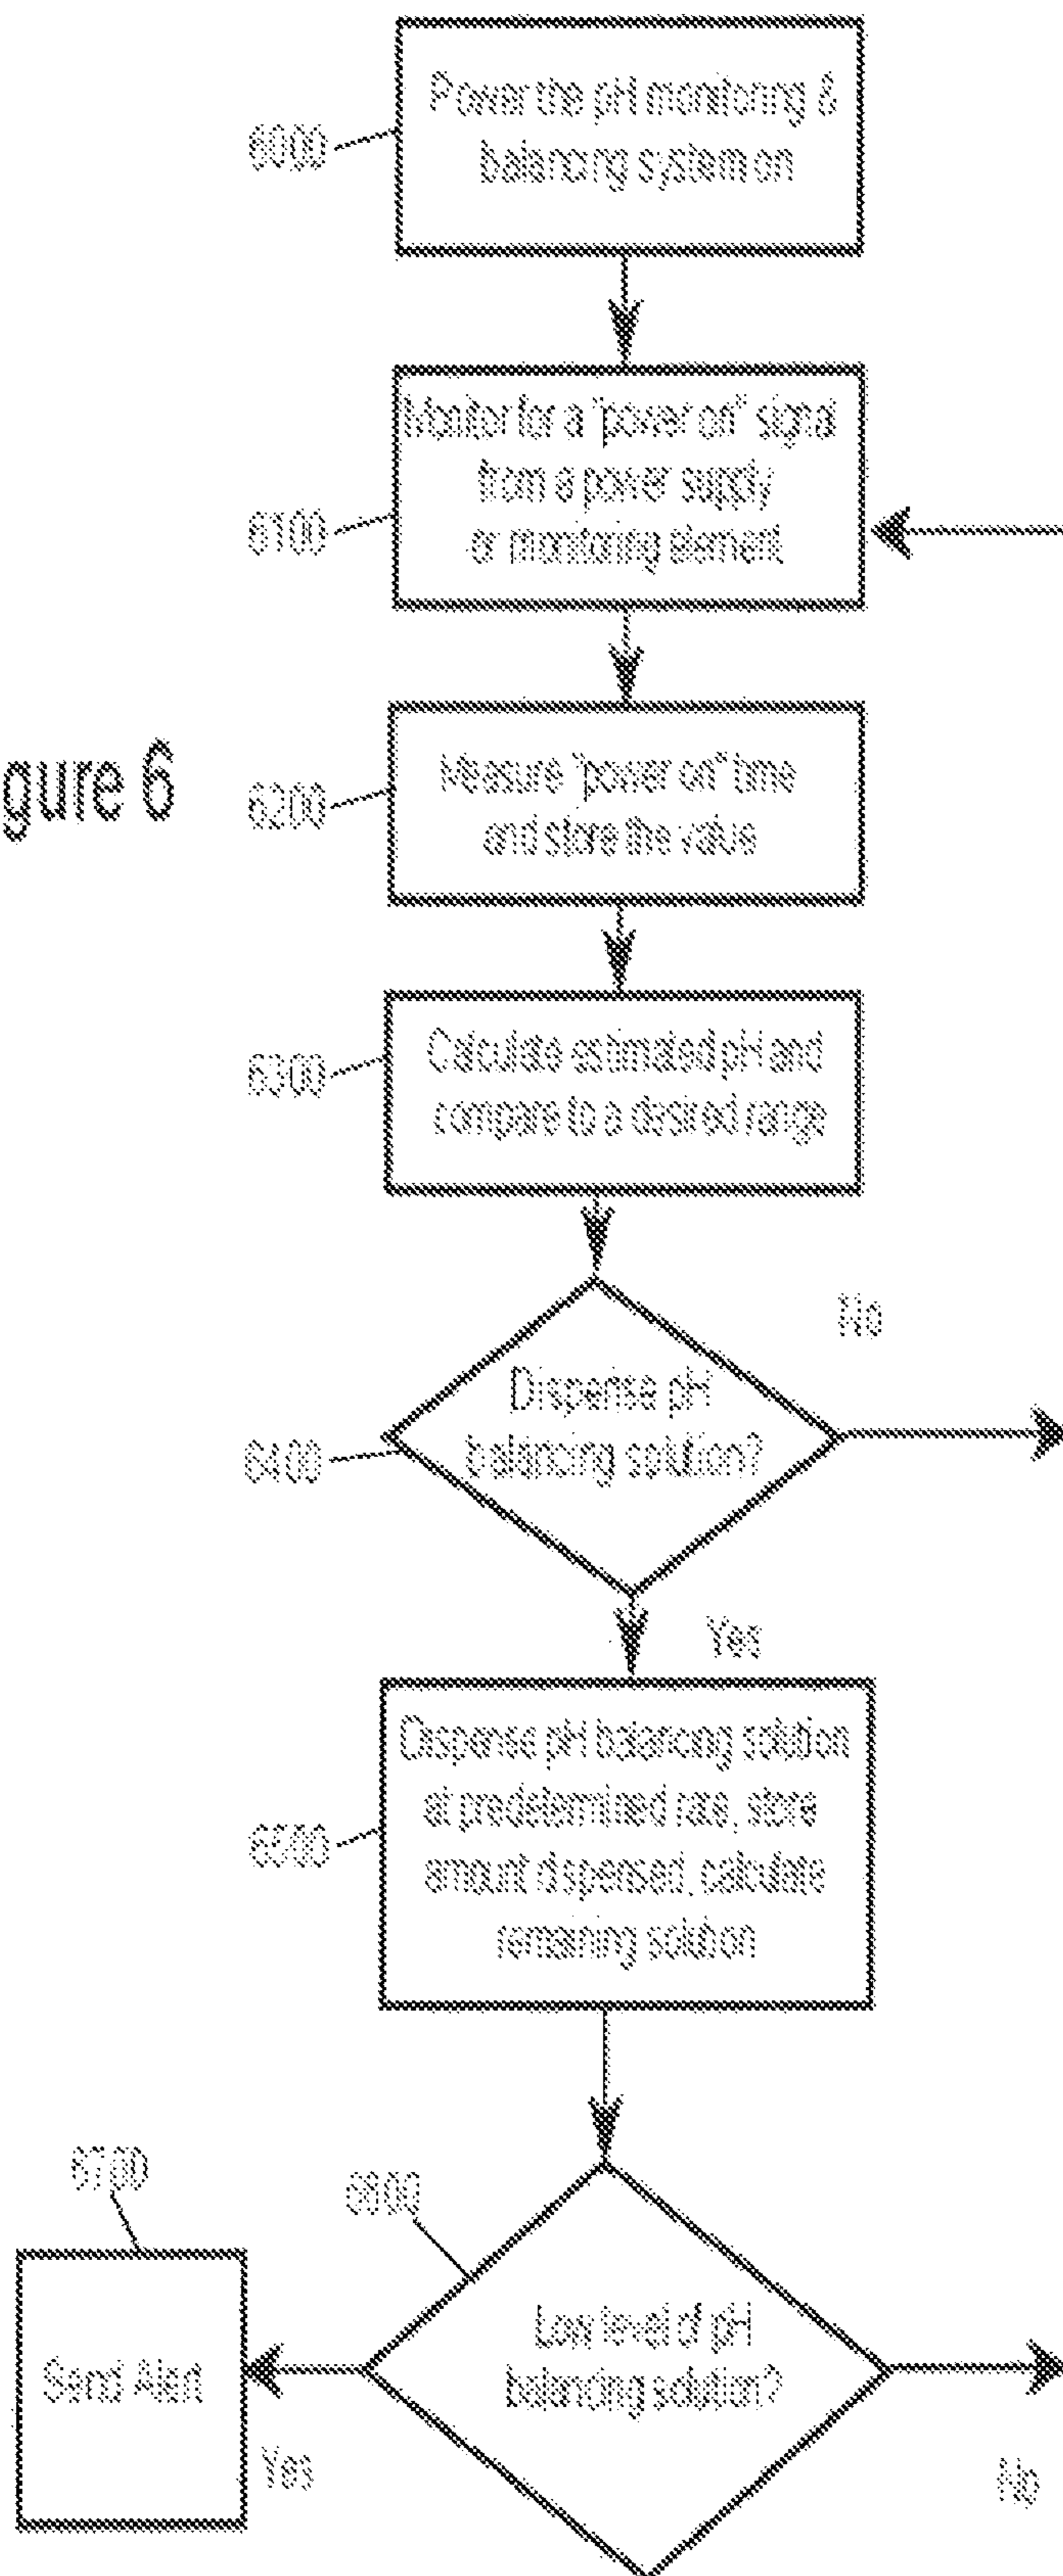 6000
Power the pH monitoring &
balancing system on
6100
Monitor for a "power on" signal
from a power supply
or monitoring element
gure 6
6200
Measure "power on" time
and store the value
6300
Calculate estimated pH and
compare to a desired range
No
6400
Dispense pH
balancing solution?
Yes
6500
Dispense pH balancing solution
at predetermined rate, store
amount dispensed, calculate
remaining solution
6700
6600
Send Alert
Low level of pH
balancing solution?
Yes
No